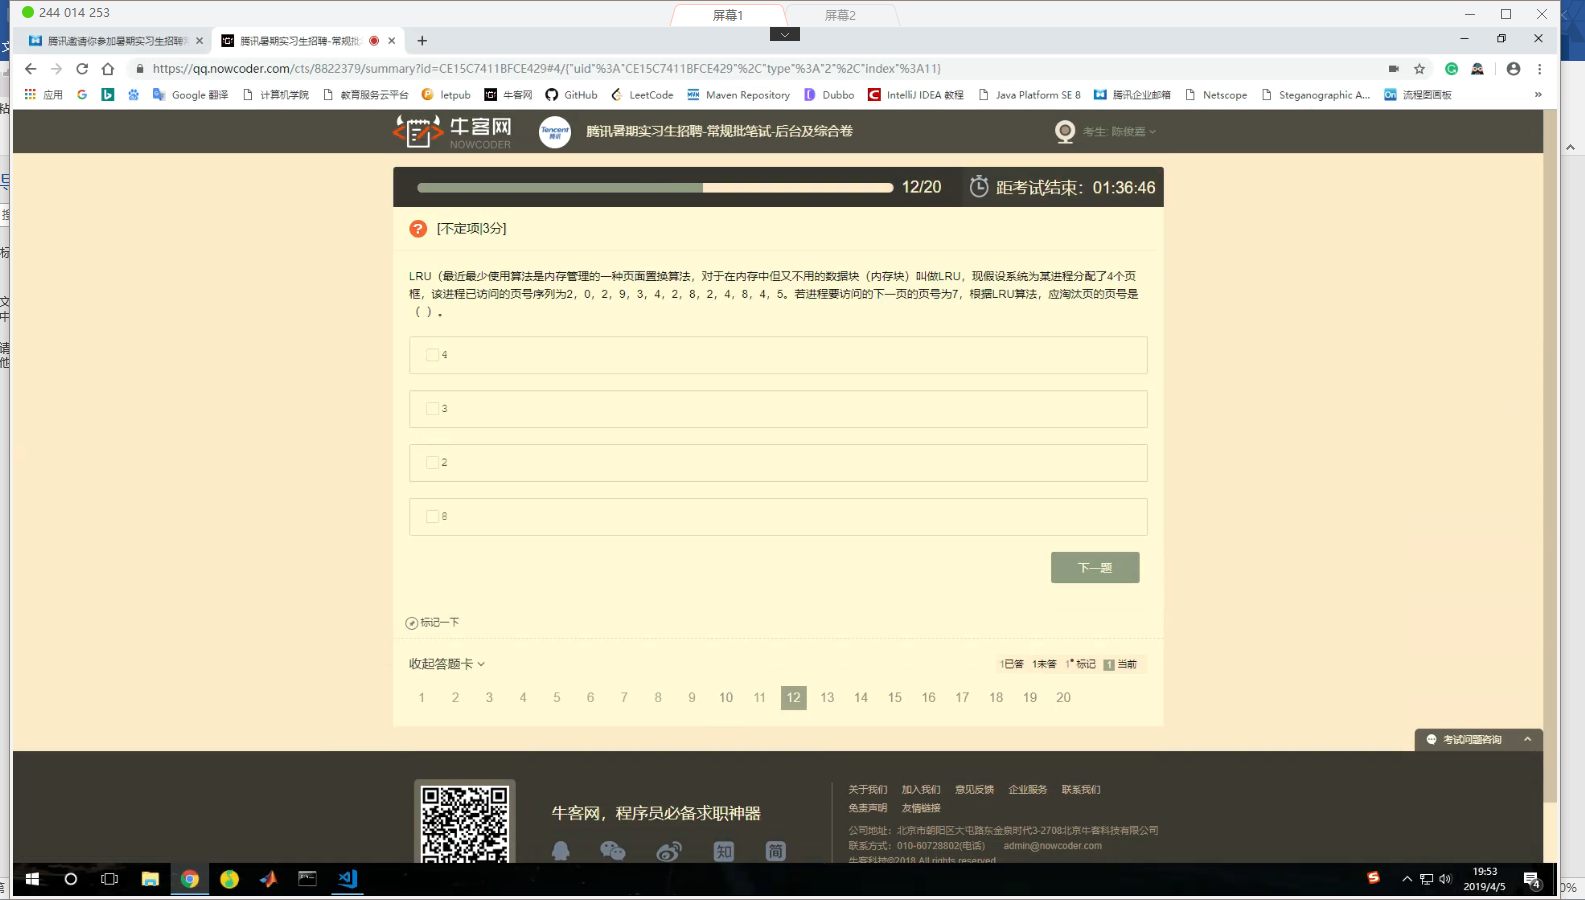 244 014 253
屏幕1
屏幕2
腾讯邀请你参加暑期实习生招聘
腾讯暑期实习生招聘-常规批
https://qq.nowcoder.com/cts/8822379/summary?id=CE15C7411BFCE429#4/{"uid"%3A"CE15C7411BFCE429"%2C"type"%3A"2"%2C"index"%3A11}
应用
Google 翻译
计算机学院
教育服务云平台
letpub
牛客网
GitHub
LeetCode
Maven Repository
Dubbo
IntelliJ IDEA 教程
Java Platform SE 8
腾讯企业邮箱
Netscope
Steganographic A...
流程图画板
牛客网
NOWCODER
Tencent 腾讯
腾讯暑期实习生招聘-常规批笔试-后台及综合卷
考生: 陈俊嘉
12/20
距考试结束：01:36:46
[不定项|3分]
LRU（最近最少使用算法是内存管理的一种页面置换算法，对于在内存中但又不用的数据块（内存块）叫做LRU，现假设系统为某进程分配了4个页
框，该进程已访问的页号序列为2，0，2，9，3，4，2，8，2，4，8，4，5。若进程要访问的下一页的页号为7，根据LRU算法，应淘汰页的页号是
（ ）。
4
3
2
8
下一题
标记一下
收起答题卡
1已答 1未答 1标记 1 当前
1 2 3 4 5 6 7 8 9 10 11 12 13 14 15 16 17 18 19 20
考试问题咨询
牛客网，程序员必备求职神器
知
简
关于我们 加入我们 意见反馈 企业服务 联系我们
免责声明 友情链接
公司地址：北京市朝阳区大屯路东金泉时代3-2708北京牛客科技有限公司
联系方式：010-60728802(电话) admin@nowcoder.com
牛客科技©2018 All rights reserved
19:53
2019/4/5
4
0%